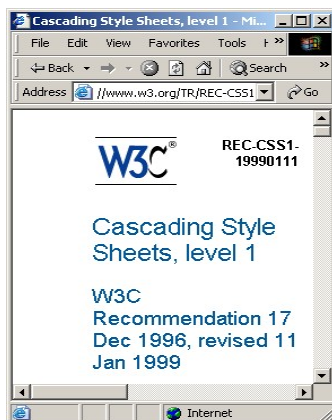 Cascading Style Sheets, level 1 - Mi...
File Edit View Favorites Tools »
Back Search »
Address //www.w3.org/TR/REC-CSS1 Go
W3C®
REC-CSS1-
19990111
Cascading Style
Sheets, level 1
W3C
Recommendation 17
Dec 1996, revised 11
Jan 1999
Internet